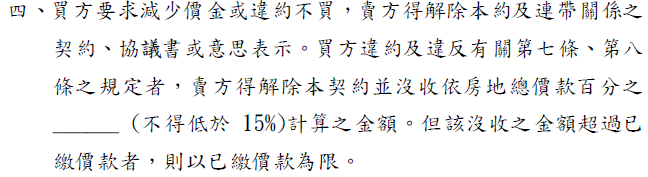 四、買方要求減少價金或違約不買，賣方得解除本約及連帶關係之
契約、協議書或意思表示。買方違約及違反有關第七條、第八
條之規定者，賣方得解除本契約並沒收依房地總價款百分之
______ (不得低於 15%)計算之金額。但該沒收之金額超過已
繳價款者，則以已繳價款為限。